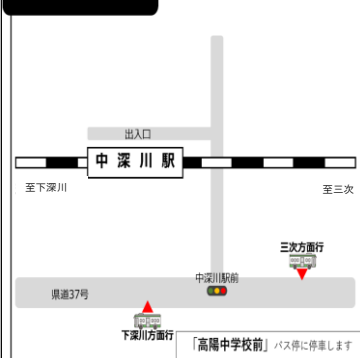 出入口
中深川駅
至下深川
至三次
三次方面行
中深川駅前
県道37号
下深川方面行
「高陽中学校前」バス停に停車します